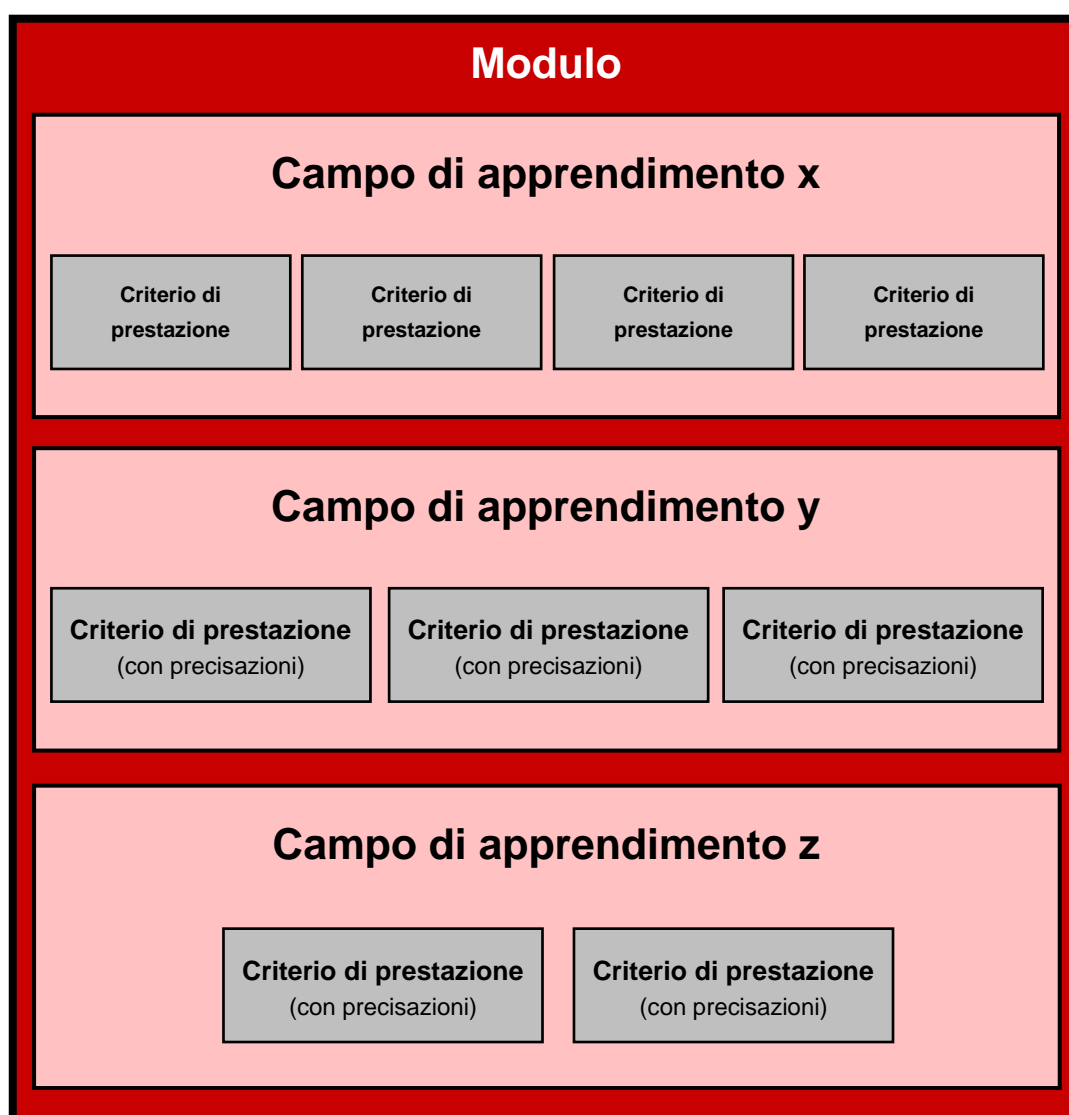 Modulo
Campo di apprendimento x
Criterio di
prestazione
Criterio di
prestazione
Criterio di
prestazione
Criterio di
prestazione
Campo di apprendimento y
Criterio di prestazione
(con precisazioni)
Criterio di prestazione
(con precisazioni)
Criterio di prestazione
(con precisazioni)
Campo di apprendimento z
Criterio di prestazione
(con precisazioni)
Criterio di prestazione
(con precisazioni)